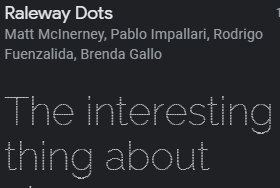 Raleway Dots
Matt McInerney, Pablo Impallari, Rodrigo
Fuenzalida, Brenda Gallo
The interesting
thing about